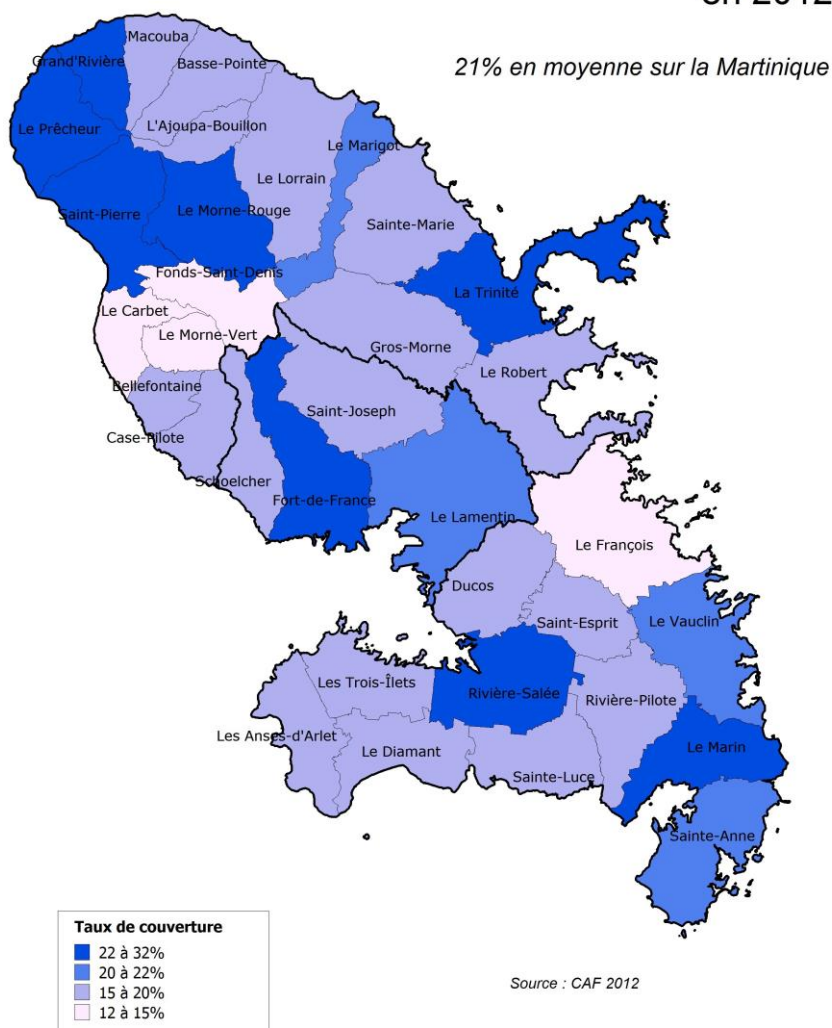 en 2012
21% en moyenne sur la Martinique
Macouba
Grand'Rivière
Basse-Pointe
Le Prêcheur
L'Ajoupa-Bouillon
Le Marigot
Le Lorrain
Saint-Pierre
Le Morne-Rouge
Sainte-Marie
Fonds-Saint-Denis
La Trinité
Le Carbet
Le Morne-Vert
Gros-Morne
Le Robert
Bellefontaine
Saint-Joseph
Case-Pilote
Schoelcher
Fort-de-France
Le Lamentin
Le François
Ducos
Saint-Esprit
Le Vauclin
Les Trois-Îlets
Rivière-Salée
Rivière-Pilote
Les Anses-d'Arlet
Le Diamant
Le Marin
Sainte-Luce
Sainte-Anne
Taux de couverture
22 à 32%
20 à 22%
15 à 20%
12 à 15%
Source : CAF 2012